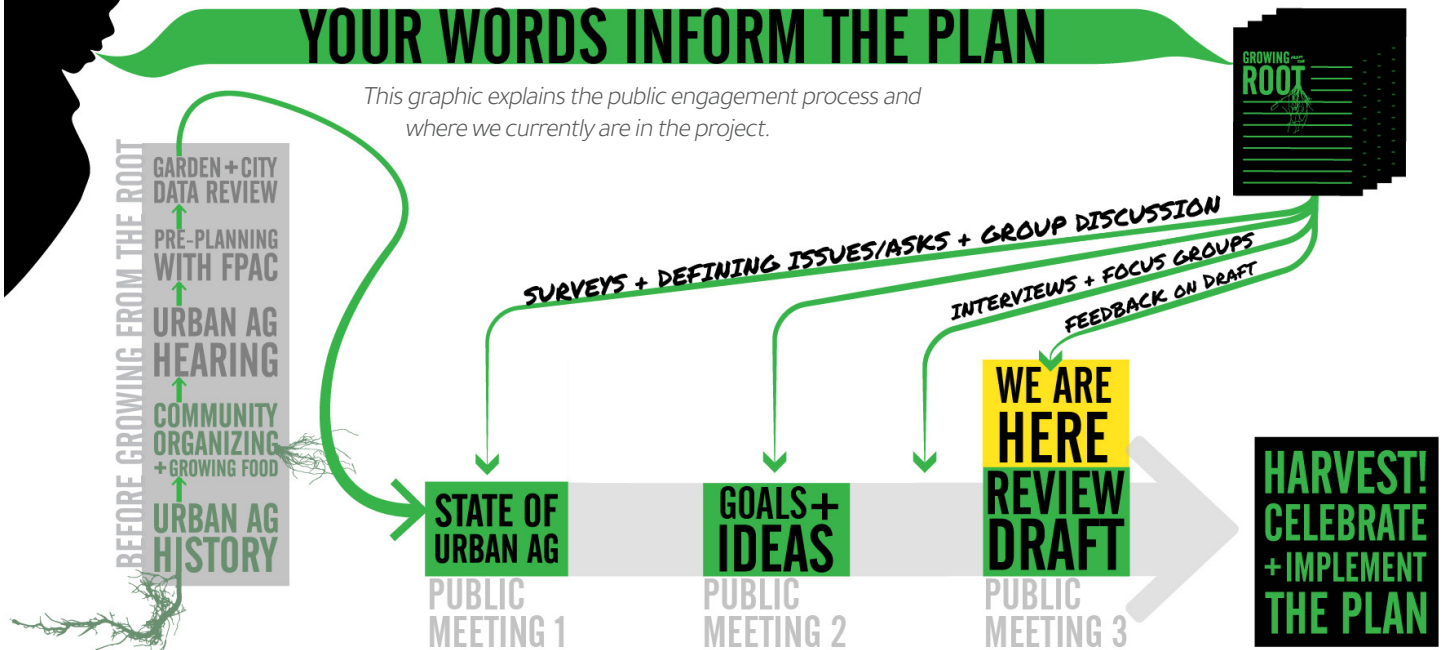 YOUR WORDS INFORM THE PLAN
This graphic explains the public engagement process and
where we currently are in the project.
GROWING
ROOT
BEFORE GROWING FROM THE ROOT
GARDEN + CITY
DATA REVIEW
PRE-PLANNING
WITH FPAC
URBAN AG
HEARING
COMMUNITY
ORGANIZING
+ GROWING FOOD
URBAN AG
HISTORY
SURVEYS + DEFINING ISSUES/ASKS + GROUP DISCUSSION
INTERVIEWS + FOCUS GROUPS
FEEDBACK ON DRAFT
STATE OF
URBAN AG
PUBLIC
MEETING 1
GOALS +
IDEAS
PUBLIC
MEETING 2
WE ARE
HERE
REVIEW
DRAFT
PUBLIC
MEETING 3
HARVEST!
CELEBRATE
+ IMPLEMENT
THE PLAN